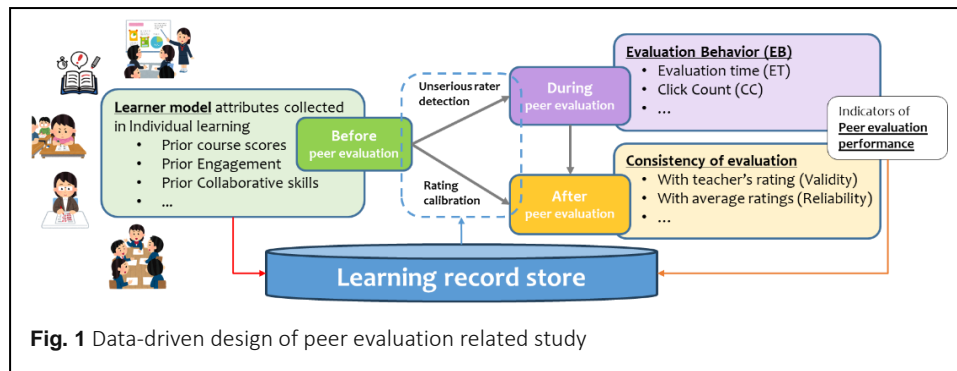 Learner model attributes collected
in Individual learning
• Prior course scores
• Prior Engagement
• Prior Collaborative skills
• ...
Before
peer evaluation
Unserious rater
detection
Rating
calibration
During
peer evaluation
After
peer evaluation
Evaluation Behavior (EB)
• Evaluation time (ET)
• Click Count (CC)
• ...
Consistency of evaluation
• With teacher's rating (Validity)
• With average ratings (Reliability)
• ...
Indicators of
Peer evaluation
performance
Learning record store
Fig. 1 Data-driven design of peer evaluation related study